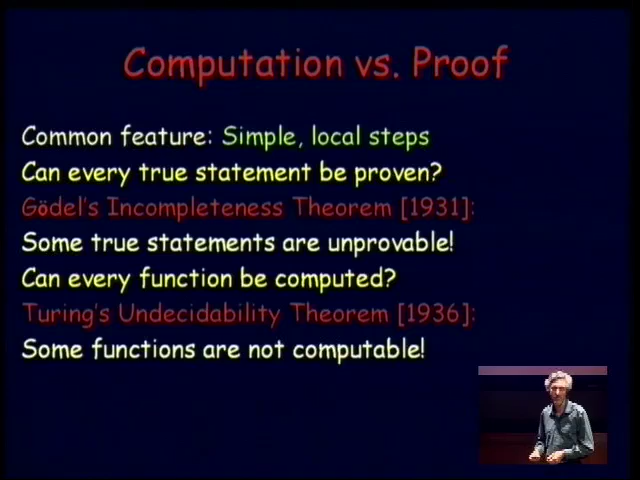 Computation vs. Proof
Common feature: Simple, local steps
Can every true statement be proven?
Gödel's Incompleteness Theorem [1931]:
Some true statements are unprovable!
Can every function be computed?
Turing's Undecidability Theorem [1936]:
Some functions are not computable!